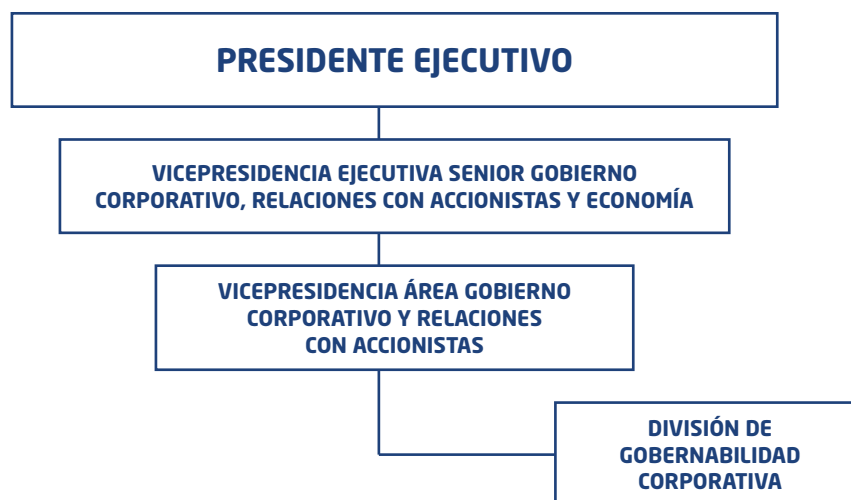 PRESIDENTE EJECUTIVO
VICEPRESIDENCIA EJECUTIVA SENIOR GOBIERNO
CORPORATIVO, RELACIONES CON ACCIONISTAS Y ECONOMÍA
VICEPRESIDENCIA ÁREA GOBIERNO
CORPORATIVO Y RELACIONES
CON ACCIONISTAS
DIVISIÓN DE
GOBERNABILIDAD
CORPORATIVA